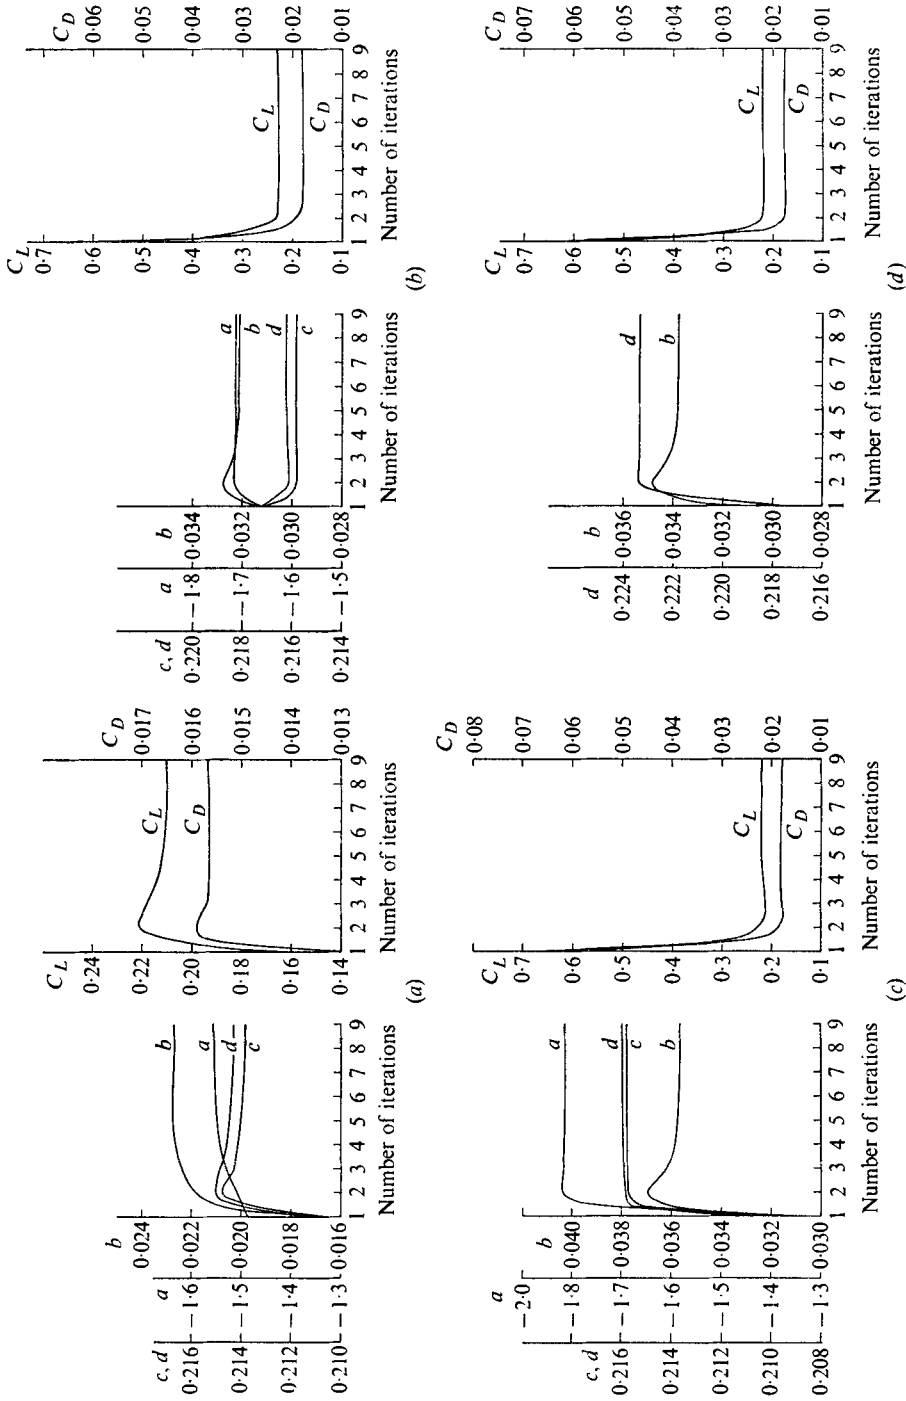 c, d
0·216
0·214
0·212
0·210
a
−1·6
−1·5
−1·4
−1·3
b
0·024
0·022
0·020
0·018
0·016
b
a
d
c
1 2 3 4 5 6 7 8 9
Number of iterations
C_L
0·24
0·22
0·20
0·18
0·16
0·14
C_L
C_D
C_D
0·017
0·016
0·015
0·014
0·013
1 2 3 4 5 6 7 8 9
Number of iterations
(a)
c, d
0·220
0·218
0·216
0·214
a
−1·8
−1·7
−1·6
−1·5
b
0·034
0·032
0·030
0·028
a
b
d
c
1 2 3 4 5 6 7 8 9
Number of iterations
C_L
0·7
0·6
0·5
0·4
0·3
0·2
0·1
C_L
C_D
C_D
0·06
0·05
0·04
0·03
0·02
0·01
1 2 3 4 5 6 7 8 9
Number of iterations
(b)
c, d
0·216
0·214
0·212
0·210
0·208
a
−2·0
−1·8
−1·7
−1·6
−1·5
−1·4
−1·3
b
0·040
0·038
0·036
0·034
0·032
0·030
a
d
c
b
1 2 3 4 5 6 7 8 9
Number of iterations
C_L
0·7
0·6
0·5
0·4
0·3
0·2
0·1
C_L
C_D
C_D
0·08
0·07
0·06
0·05
0·04
0·03
0·02
0·01
1 2 3 4 5 6 7 8 9
Number of iterations
(c)
d
0·224
0·222
0·220
0·218
0·216
b
0·036
0·034
0·032
0·030
0·028
d
b
1 2 3 4 5 6 7 8 9
Number of iterations
C_L
0·7
0·6
0·5
0·4
0·3
0·2
0·1
C_L
C_D
C_D
0·07
0·06
0·05
0·04
0·03
0·02
0·01
1 2 3 4 5 6 7 8 9
Number of iterations
(d)